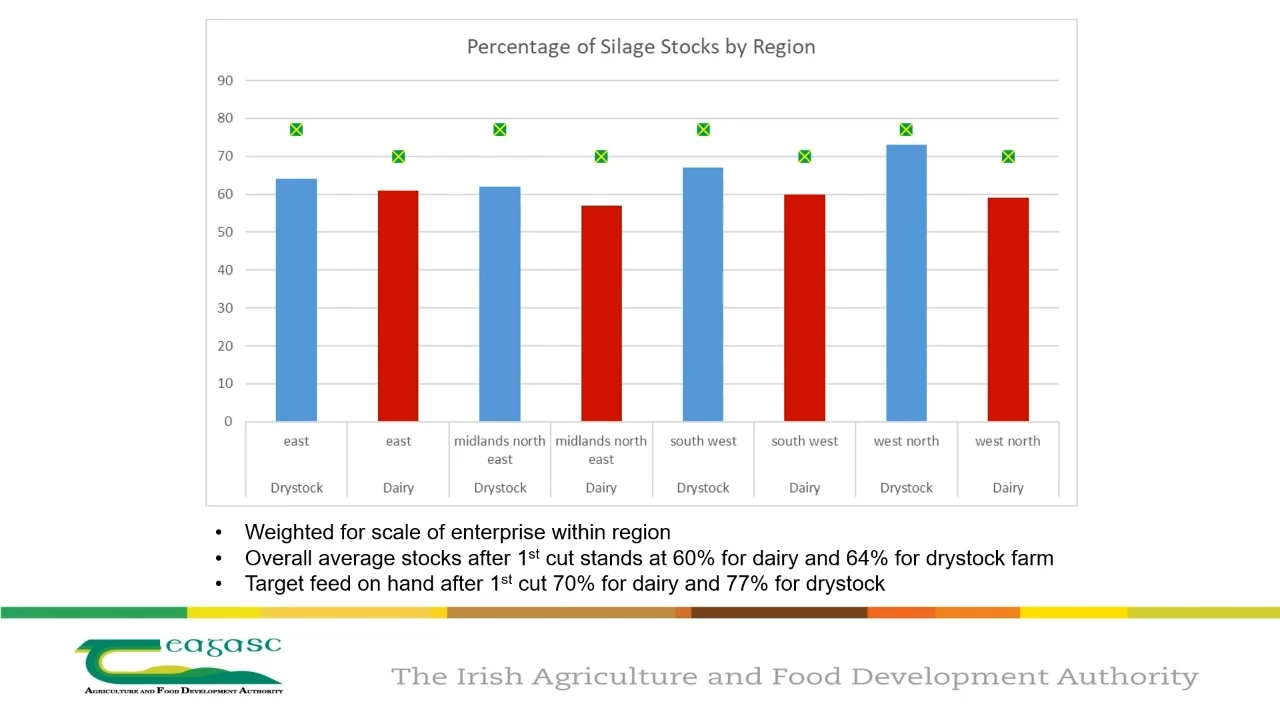 Percentage of Silage Stocks by Region
90
80
70
60
50
40
30
20
10
0
east east midlands north east midlands north east south west south west west north west north
Drystock Dairy Drystock Dairy Drystock Dairy Drystock Dairy
• Weighted for scale of enterprise within region
• Overall average stocks after 1st cut stands at 60% for dairy and 64% for drystock farm
• Target feed on hand after 1st cut 70% for dairy and 77% for drystock
teagasc
AGRICULTURE AND FOOD DEVELOPMENT AUTHORITY
The Irish Agriculture and Food Development Authority